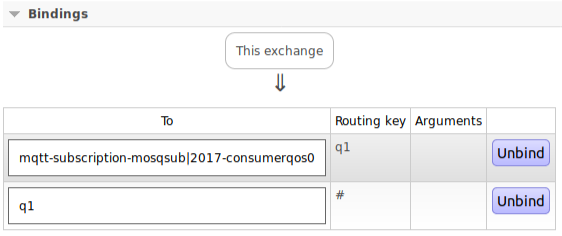 Bindings
This exchange
⇓
To Routing key Arguments
mqtt-subscription-mosqsub|2017-consumerqos0 q1 Unbind
q1 # Unbind